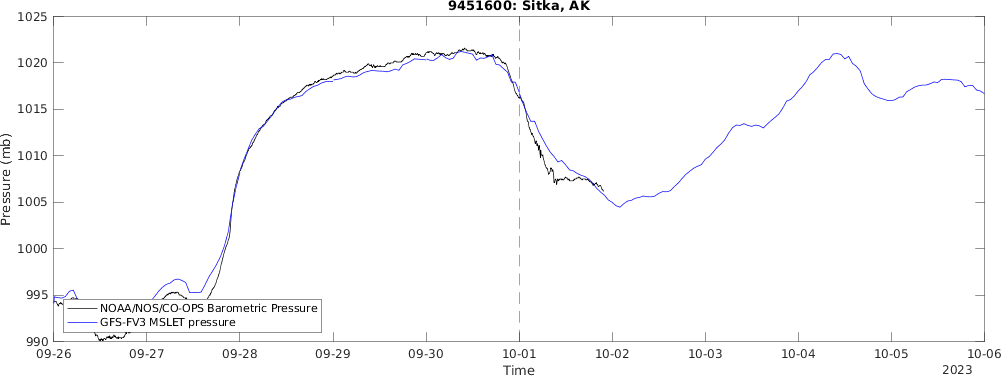 9451600: Sitka, AK
1025
1020
1015
1010
1005
1000
995
990
Pressure (mb)
NOAA/NOS/CO-OPS Barometric Pressure
GFS-FV3 MSLET pressure
09-26 09-27 09-28 09-29 09-30 10-01 10-02 10-03 10-04 10-05 10-06
Time
2023